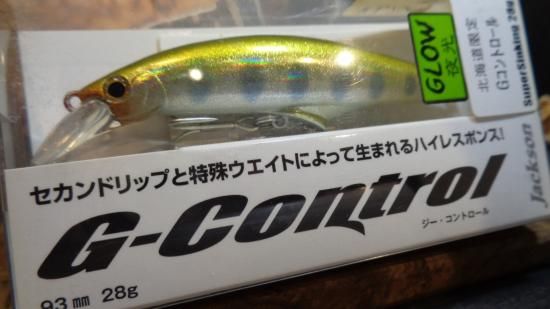 GLOW
夜光
北海道限定
Gコントロール
SuperSinking 28g
Jackson
セカンドリップと特殊ウエイトによって生まれるハイレスポンス!!
G-Control
ジー・コントロール
93mm 28g